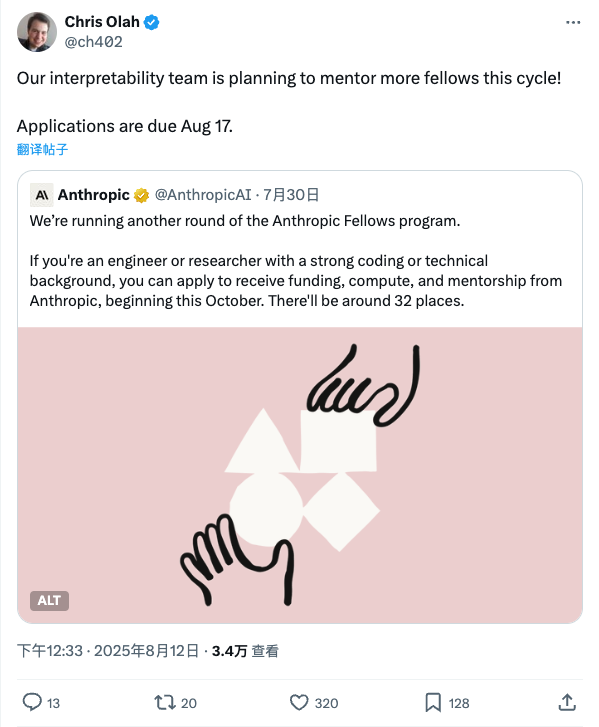 Chris Olah
@ch402
Our interpretability team is planning to mentor more fellows this cycle!
Applications are due Aug 17.
翻译帖子
A\ Anthropic @AnthropicAI · 7月30日
We're running another round of the Anthropic Fellows program.
If you're an engineer or researcher with a strong coding or technical
background, you can apply to receive funding, compute, and mentorship from
Anthropic, beginning this October. There'll be around 32 places.
ALT
下午12:33 · 2025年8月12日 · 3.4万 查看
13 20 320 128